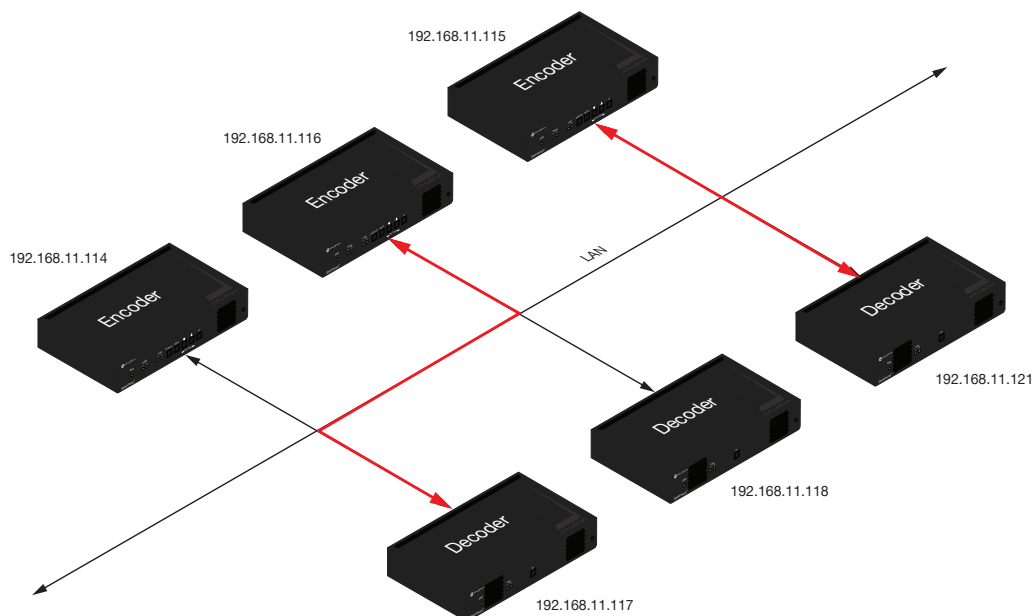 192.168.11.115
Encoder
192.168.11.116
Encoder
LAN
192.168.11.114
Encoder
Decoder
192.168.11.121
Decoder
192.168.11.118
Decoder
192.168.11.117